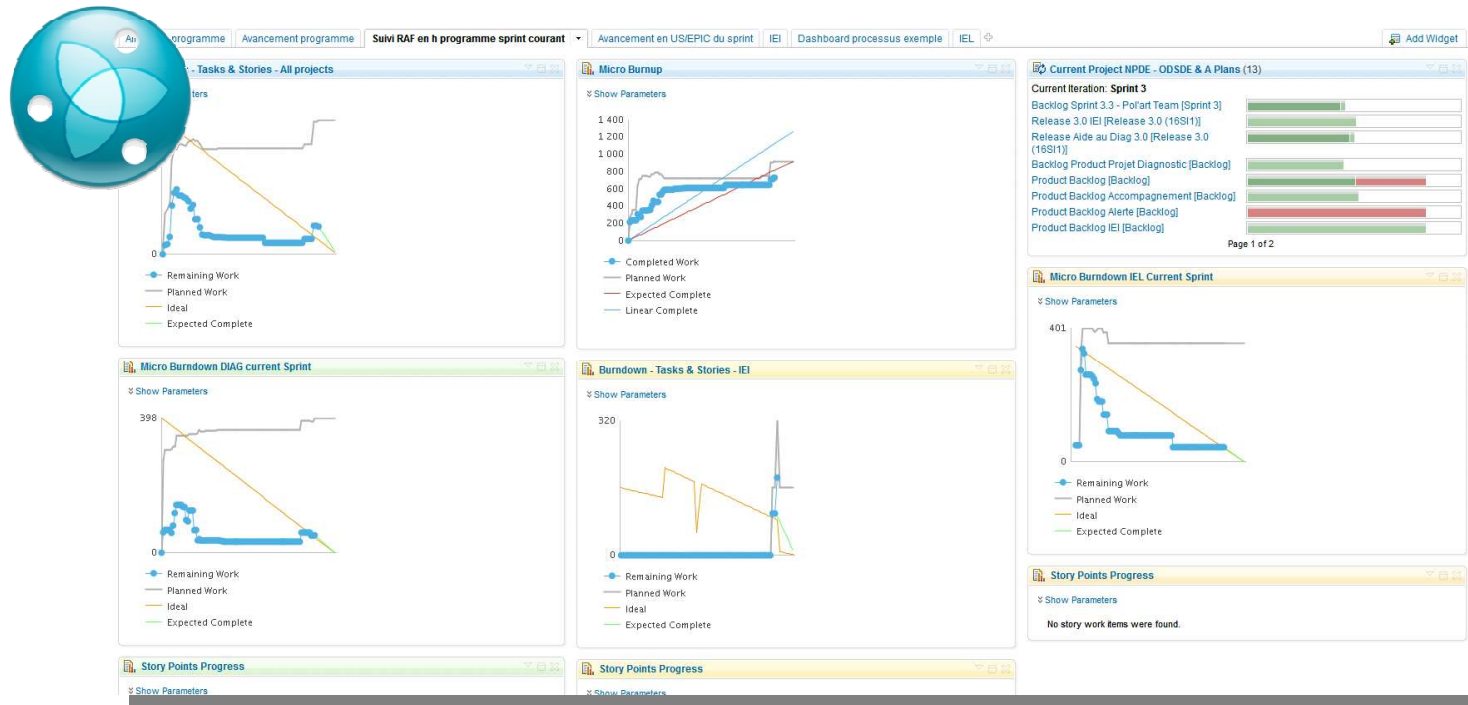 programme
Avancement programme
Suivi RAF en h programme sprint courant
Avancement en US/EPIC du sprint
IEI
Dashboard processus exemple
IEL
Add Widget
- Tasks & Stories - All projects
0
Remaining Work
Planned Work
Ideal
Expected Complete
Micro Burndown DIAG current Sprint
Show Parameters
398
0
Remaining Work
Planned Work
Ideal
Expected Complete
Story Points Progress
Show Parameters
Micro Burnup
Show Parameters
1 400
1 200
1 000
800
600
400
200
0
Completed Work
Planned Work
Expected Complete
Linear Complete
Burndown - Tasks & Stories - IEI
Show Parameters
320
0
Remaining Work
Planned Work
Ideal
Expected Complete
Story Points Progress
Show Parameters
Current Project NPDE - ODSDE & A Plans (13)
Current Iteration: Sprint 3
Backlog Sprint 3.3 - Pol'art Team [Sprint 3]
Release 3.0 IEI [Release 3.0 (16SI1)]
Release Aide au Diag 3.0 [Release 3.0
(16SI1)]
Backlog Product Projet Diagnostic [Backlog]
Product Backlog [Backlog]
Product Backlog Accompagnement [Backlog]
Product Backlog Alerte [Backlog]
Product Backlog IEI [Backlog]
Page 1 of 2
Micro Burndown IEL Current Sprint
Show Parameters
401
0
Remaining Work
Planned Work
Ideal
Expected Complete
Story Points Progress
Show Parameters
No story work items were found.